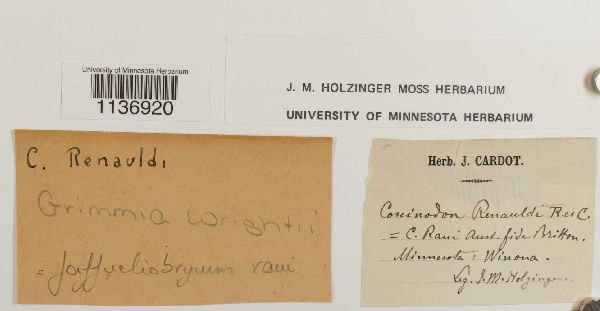 University of Minnesota Herbarium
1136920
J. M. HOLZINGER MOSS HERBARIUM
UNIVERSITY OF MINNESOTA HERBARIUM
C. Renauldi
Grimmia wrightii
= Jaffueliobryum raui
Herb. J. CARDOT.
Coscinodon Renauldi R et C
= C. Raui Aust. fide Britton.
Minnesota : Winona.
Leg. J. M. Holzinger